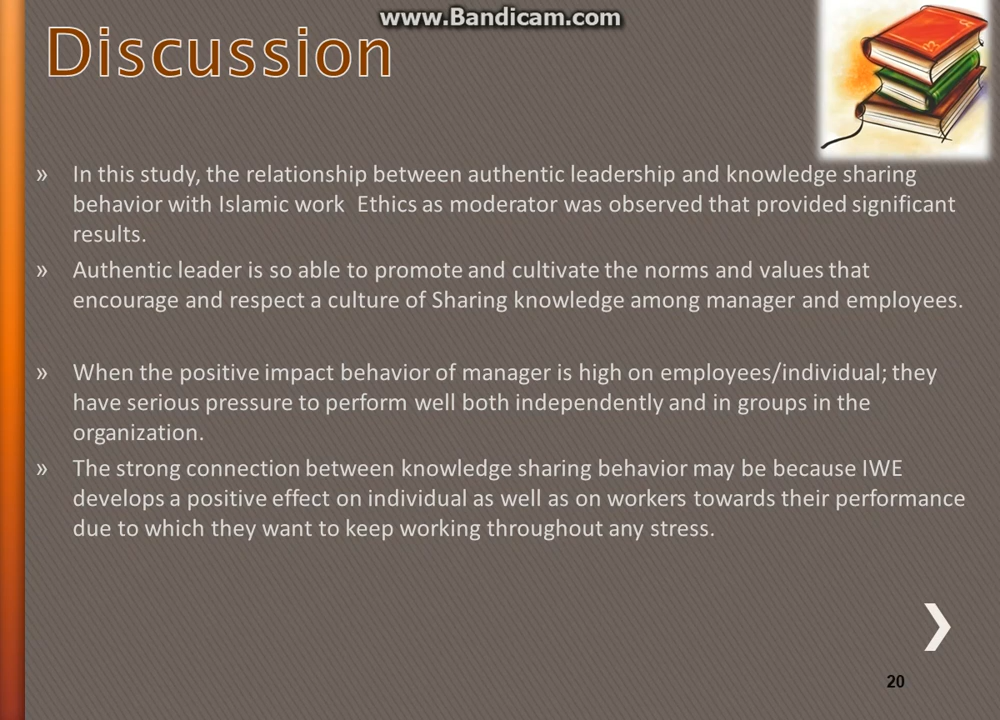 www.Bandicam.com
Discussion
» In this study, the relationship between authentic leadership and knowledge sharing
behavior with Islamic work  Ethics as moderator was observed that provided significant
results.
» Authentic leader is so able to promote and cultivate the norms and values that
encourage and respect a culture of Sharing knowledge among manager and employees.
» When the positive impact behavior of manager is high on employees/individual; they
have serious pressure to perform well both independently and in groups in the
organization.
» The strong connection between knowledge sharing behavior may be because IWE
develops a positive effect on individual as well as on workers towards their performance
due to which they want to keep working throughout any stress.
20